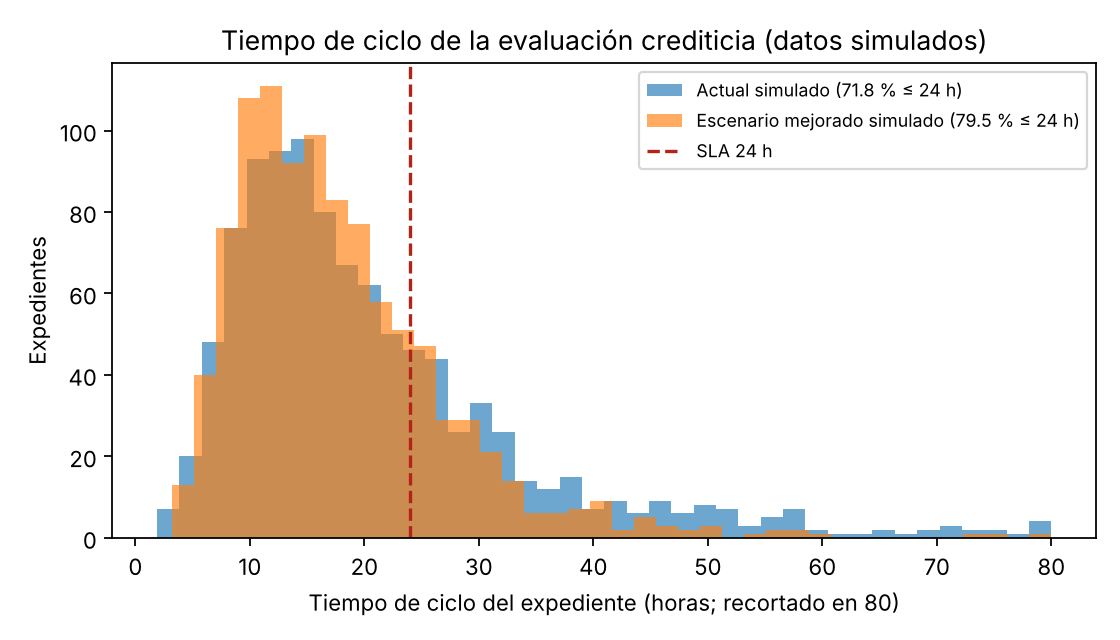 Tiempo de ciclo de la evaluación crediticia (datos simulados)
Actual simulado (71.8 % ≤ 24 h)
Escenario mejorado simulado (79.5 % ≤ 24 h)
SLA 24 h
Expedientes
100
80
60
40
20
0
0 10 20 30 40 50 60 70 80
Tiempo de ciclo del expediente (horas; recortado en 80)